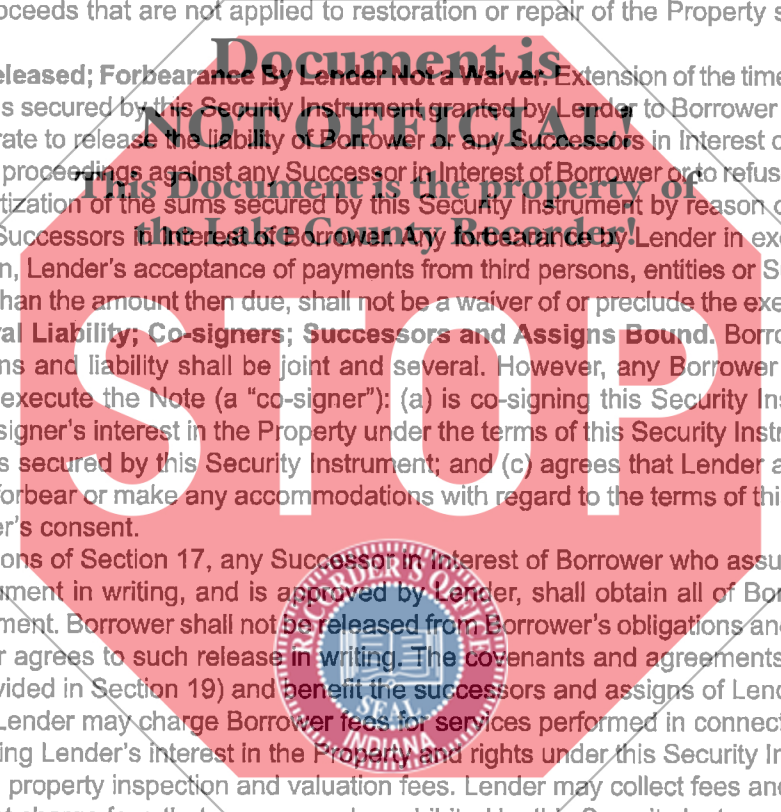 oceeds that are not applied to restoration or repair of the Property s
Document is
eleased; Forbearance By Lender Not a Waiver. Extension of the time
s secured by this Security Instrument granted by Lender to Borrower
NOT OFFICIAL!
rate to release the liability of Borrower or any Successors in Interest o
proceedings against any Successor in Interest of Borrower or to refus
This Document is the property of
tization of the sums secured by this Security Instrument by reason o
the Lake County Recorder!
Successors in Interest of Borrower. Any forbearance by Lender in exe
n, Lender's acceptance of payments from third persons, entities or S
han the amount then due, shall not be a waiver of or preclude the exe
al Liability; Co-signers; Successors and Assigns Bound. Borro
ns and liability shall be joint and several. However, any Borrower
STOP
execute the Note (a "co-signer"): (a) is co-signing this Security Ins
signer's interest in the Property under the terms of this Security Instr
s secured by this Security Instrument; and (c) agrees that Lender a
orbear or make any accommodations with regard to the terms of thi
er's consent.
ons of Section 17, any Successor in Interest of Borrower who assu
ument in writing, and is approved by Lender, shall obtain all of Bor
ment. Borrower shall not be released from Borrower's obligations an
r agrees to such release in writing. The covenants and agreements
vided in Section 19) and benefit the successors and assigns of Lend
RECORDER'S OFFICE
SEAL
INDIANA
Lender may charge Borrower fees for services performed in connect
ing Lender's interest in the Property and rights under this Security In
property inspection and valuation fees. Lender may collect fees an